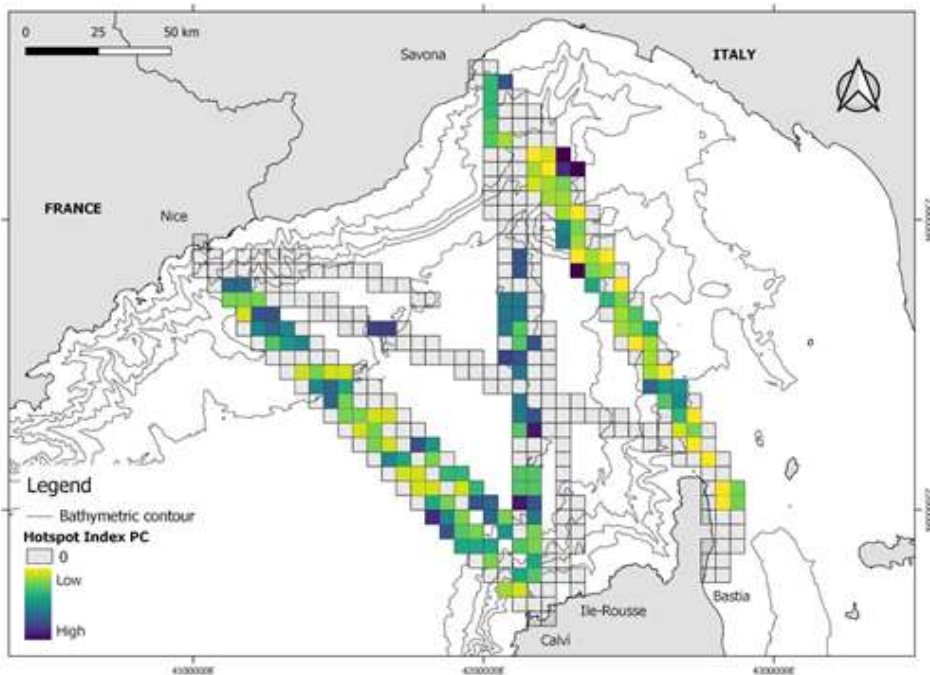 0 25 50 km
Savona
ITALY
FRANCE
Nice
Legend
Bathymetric contour
Hotspot Index PC
0
Low
High
Ile-Rousse
Bastia
Calvi